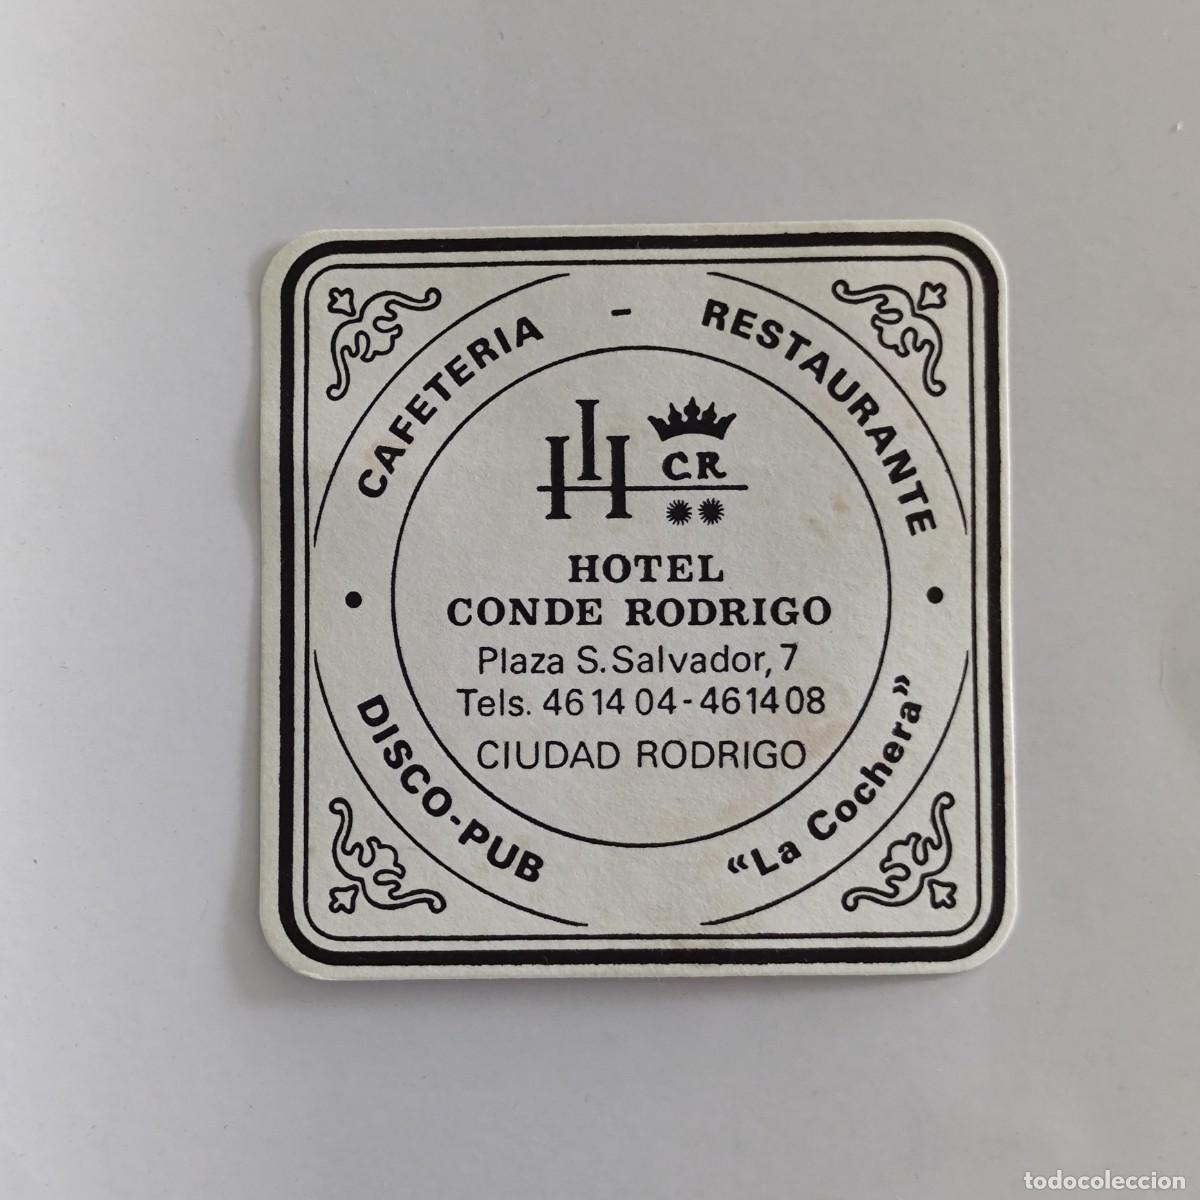 CAFETERIA - RESTAURANTE
CR
HOTEL
CONDE RODRIGO
Plaza S. Salvador, 7
Tels. 46 14 04 - 46 14 08
CIUDAD RODRIGO
DISCO-PUB «La Cochera»
todocoleccion